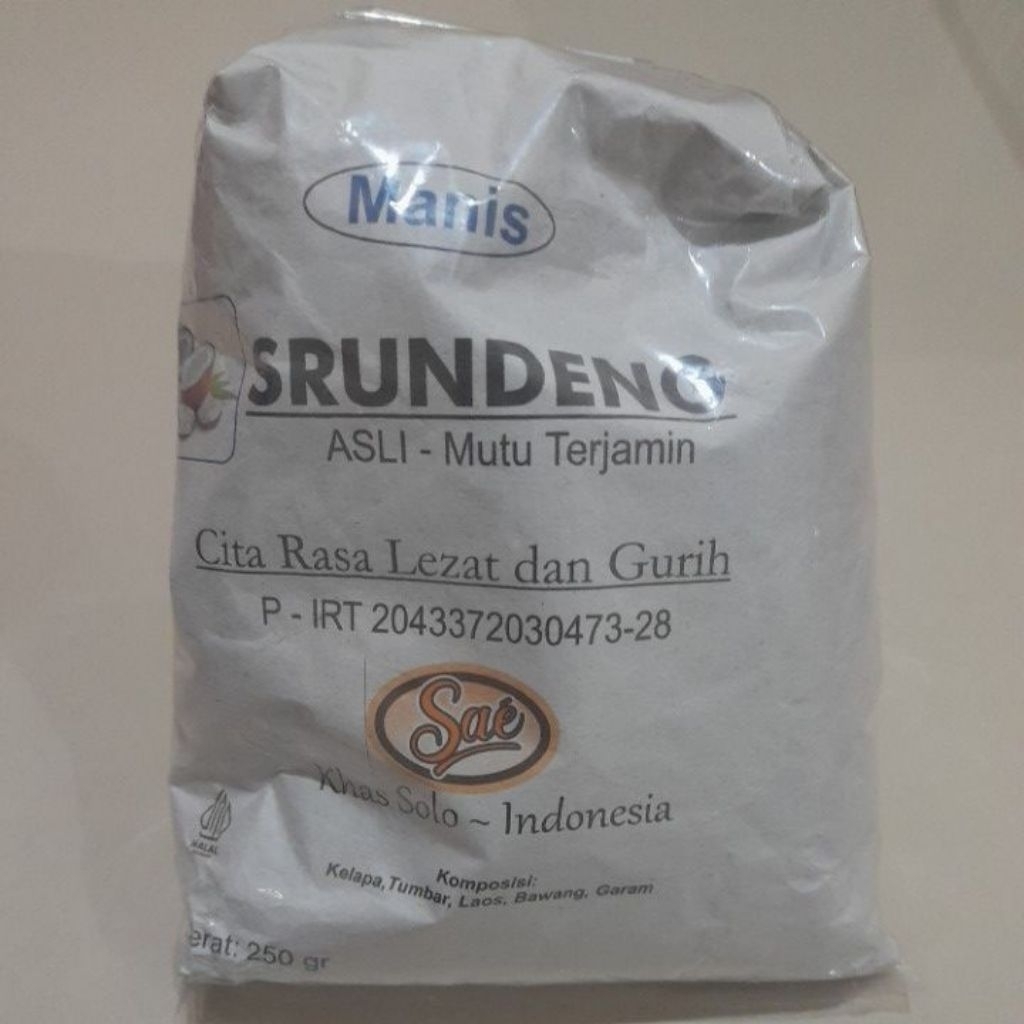 Manis
SRUNDENG
ASLI - Mutu Terjamin
Cita Rasa Lezat dan Gurih
P - IRT 2043372030473-28
Saé
Khas Solo ~ Indonesia
HALAL
Komposisi:
Kelapa, Tumbar, Laos, Bawang, Garam
erat: 250 gr